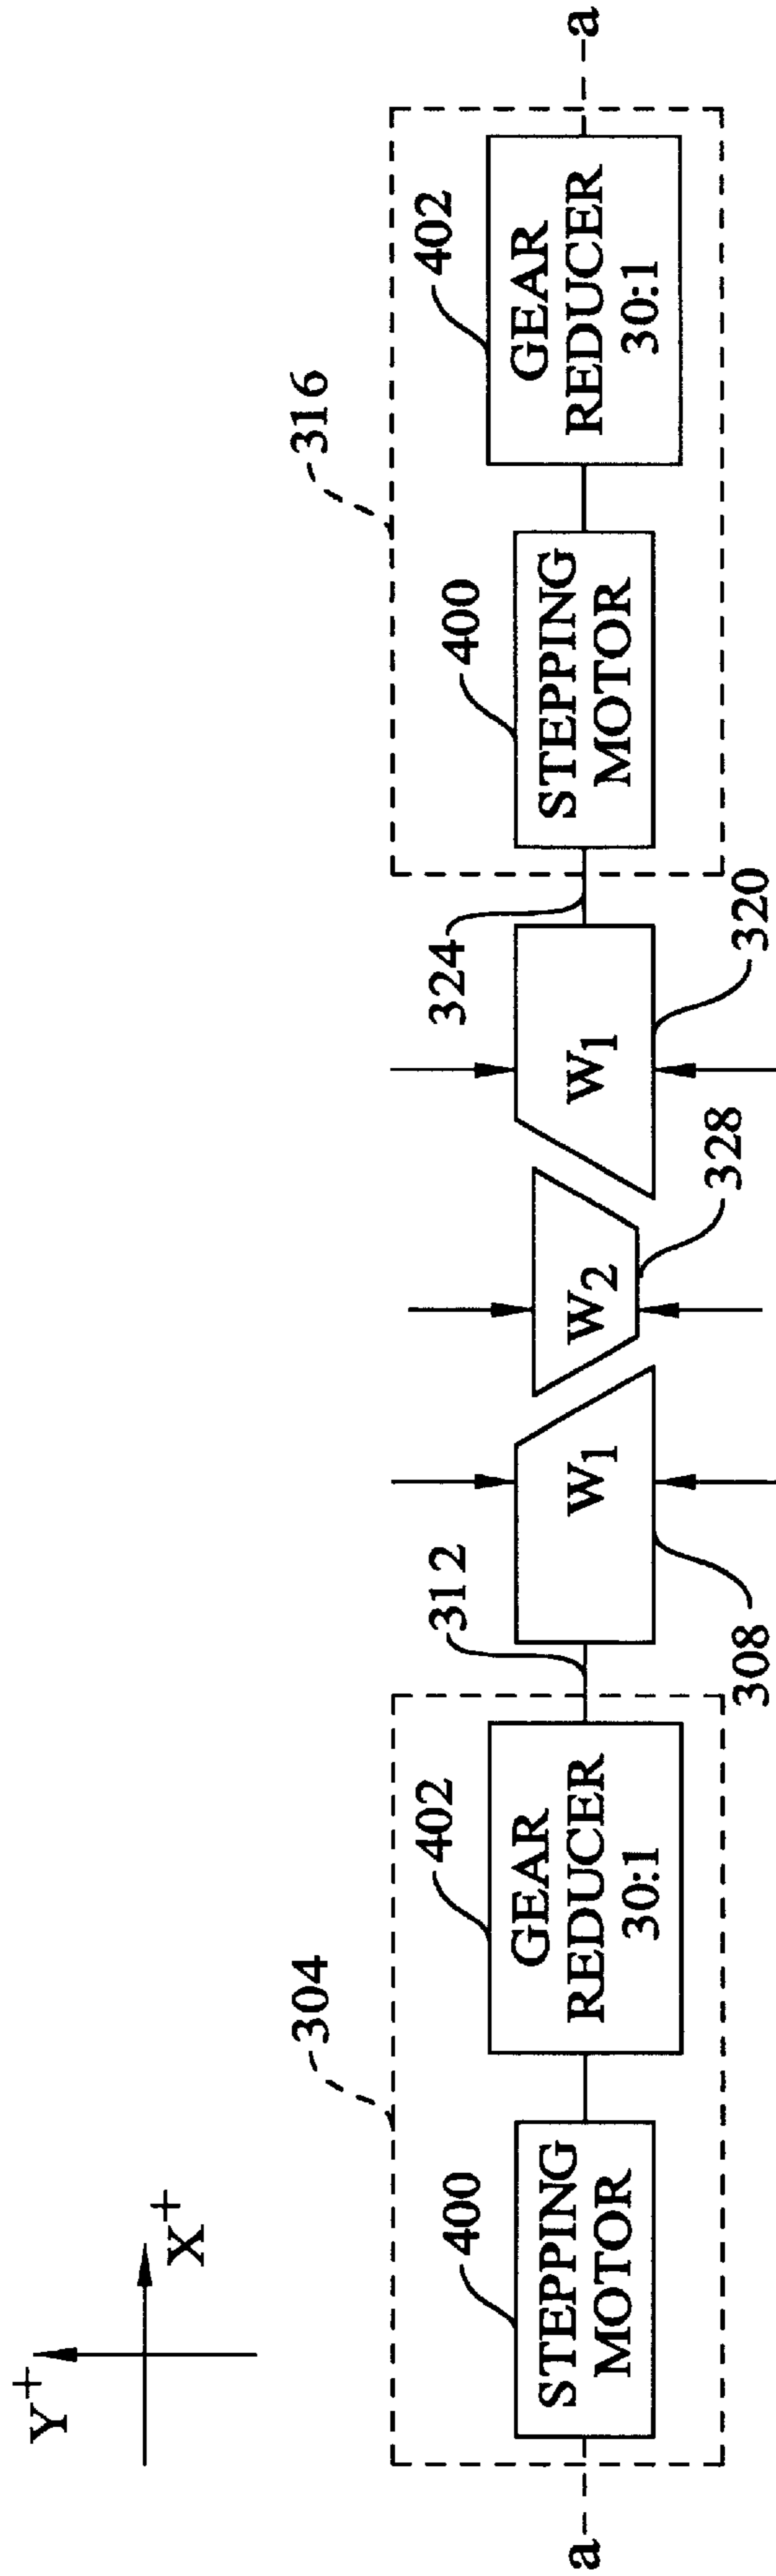 Y+
X+
304
316
400
402
312
324
400
402
a
STEPPING
MOTOR
GEAR
REDUCER
30:1
W1
W2
W1
STEPPING
MOTOR
GEAR
REDUCER
30:1
a
308
328
320